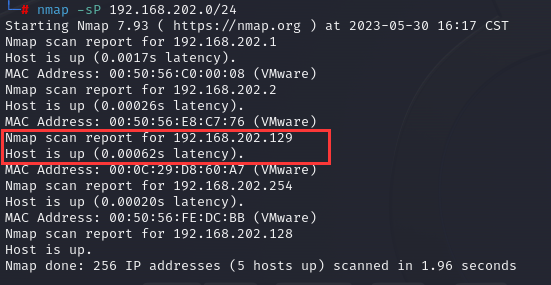 └─# nmap -sP 192.168.202.0/24
Starting Nmap 7.93 ( https://nmap.org ) at 2023-05-30 16:17 CST
Nmap scan report for 192.168.202.1
Host is up (0.0017s latency).
MAC Address: 00:50:56:C0:00:08 (VMware)
Nmap scan report for 192.168.202.2
Host is up (0.00026s latency).
MAC Address: 00:50:56:E8:C7:76 (VMware)
Nmap scan report for 192.168.202.129
Host is up (0.00062s latency).
MAC Address: 00:0C:29:D8:60:A7 (VMware)
Nmap scan report for 192.168.202.254
Host is up (0.00020s latency).
MAC Address: 00:50:56:FE:DC:BB (VMware)
Nmap scan report for 192.168.202.128
Host is up.
Nmap done: 256 IP addresses (5 hosts up) scanned in 1.96 seconds